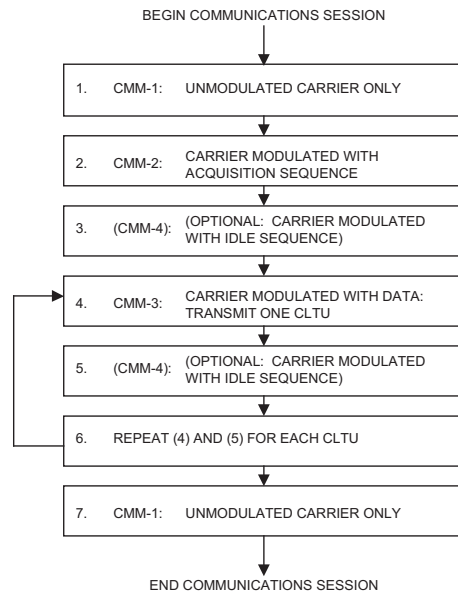 BEGIN COMMUNICATIONS SESSION
1. CMM-1: UNMODULATED CARRIER ONLY
2. CMM-2: CARRIER MODULATED WITH
ACQUISITION SEQUENCE
3. (CMM-4): (OPTIONAL: CARRIER MODULATED
WITH IDLE SEQUENCE)
4. CMM-3: CARRIER MODULATED WITH DATA:
TRANSMIT ONE CLTU
5. (CMM-4): (OPTIONAL: CARRIER MODULATED
WITH IDLE SEQUENCE)
6. REPEAT (4) AND (5) FOR EACH CLTU
7. CMM-1: UNMODULATED CARRIER ONLY
END COMMUNICATIONS SESSION